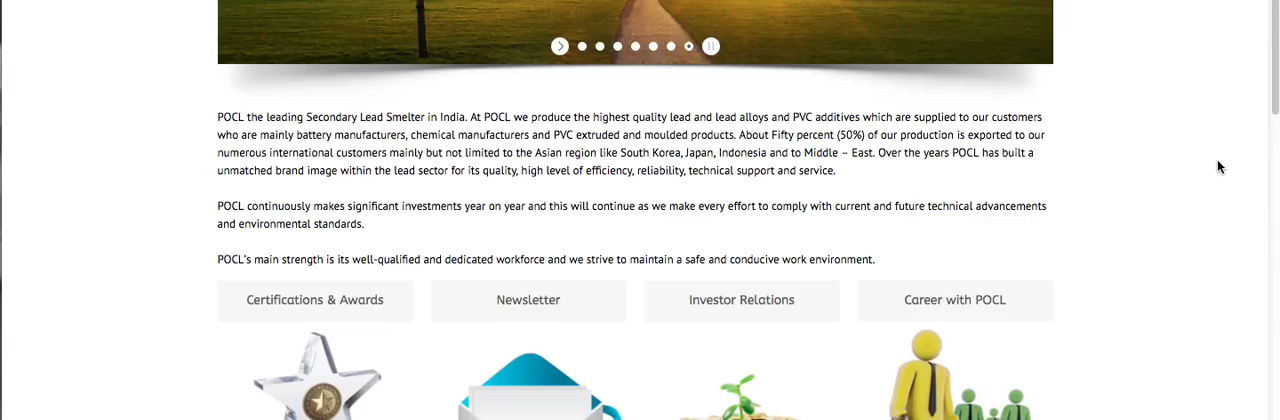 POCL the leading Secondary Lead Smelter in India. At POCL we produce the highest quality lead and lead alloys and PVC additives which are supplied to our customers
who are mainly battery manufacturers, chemical manufacturers and PVC extruded and moulded products. About Fifty percent (50%) of our production is exported to our
numerous international customers mainly but not limited to the Asian region like South Korea, Japan, Indonesia and to Middle – East. Over the years POCL has built a
unmatched brand image within the lead sector for its quality, high level of efficiency, reliability, technical support and service.
POCL continuously makes significant investments year on year and this will continue as we make every effort to comply with current and future technical advancements
and environmental standards.
POCL's main strength is its well-qualified and dedicated workforce and we strive to maintain a safe and conducive work environment.
Certifications & Awards
Newsletter
Investor Relations
Career with POCL